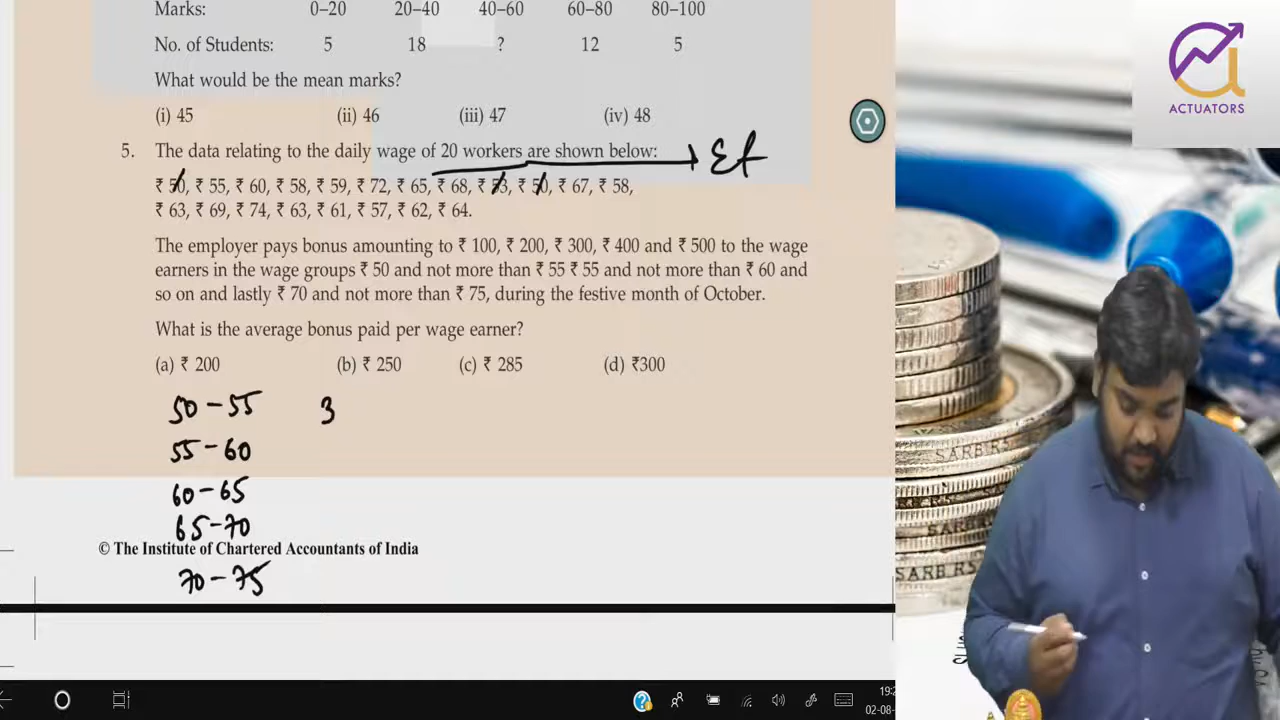 Marks: 0–20 20–40 40–60 60–80 80–100
No. of Students: 5 18 ? 12 5
What would be the mean marks?
(i) 45 (ii) 46 (iii) 47 (iv) 48
5. The data relating to the daily wage of 20 workers are shown below:
Σf
₹ 50, ₹ 55, ₹ 60, ₹ 58, ₹ 59, ₹ 72, ₹ 65, ₹ 68, ₹ 53, ₹ 50, ₹ 67, ₹ 58,
₹ 63, ₹ 69, ₹ 74, ₹ 63, ₹ 61, ₹ 57, ₹ 62, ₹ 64.
The employer pays bonus amounting to ₹ 100, ₹ 200, ₹ 300, ₹ 400 and ₹ 500 to the wage
earners in the wage groups ₹ 50 and not more than ₹ 55 ₹ 55 and not more than ₹ 60 and
so on and lastly ₹ 70 and not more than ₹ 75, during the festive month of October.
What is the average bonus paid per wage earner?
(a) ₹ 200 (b) ₹ 250 (c) ₹ 285 (d) ₹300
50 – 55 3
55 – 60
60 – 65
65 – 70
© The Institute of Chartered Accountants of India
70 – 75
ACTUATORS
SARB RS
SARE RS